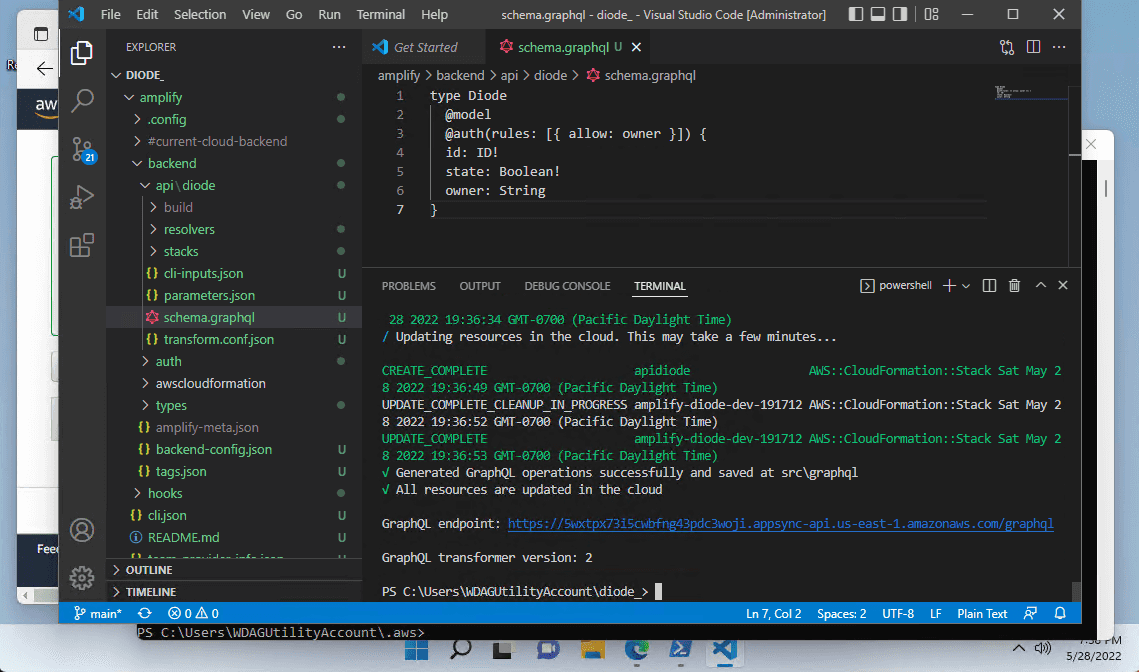 File Edit Selection View Go Run Terminal Help schema.graphql - diode_ - Visual Studio Code [Administrator]
EXPLORER
Get Started
schema.graphql U
amplify > backend > api > diode > schema.graphql
DIODE_
amplify
.config
#current-cloud-backend
backend
api\diode
build
resolvers
stacks
{} cli-inputs.json U
{} parameters.json U
schema.graphql U
{} transform.conf.json U
auth
awscloudformation
types
{} amplify-meta.json
{} backend-config.json U
{} tags.json U
hooks
{} cli.json U
README.md U
OUTLINE
TIMELINE
21
1 type Diode
2 @model
3 @auth(rules: [{ allow: owner }]) {
4 id: ID!
5 state: Boolean!
6 owner: String
7 }
PROBLEMS OUTPUT DEBUG CONSOLE TERMINAL powershell
28 2022 19:36:34 GMT-0700 (Pacific Daylight Time)
/ Updating resources in the cloud. This may take a few minutes...
CREATE_COMPLETE apidiode AWS::CloudFormation::Stack Sat May 2
8 2022 19:36:49 GMT-0700 (Pacific Daylight Time)
UPDATE_COMPLETE_CLEANUP_IN_PROGRESS amplify-diode-dev-191712 AWS::CloudFormation::Stack Sat May 2
8 2022 19:36:52 GMT-0700 (Pacific Daylight Time)
UPDATE_COMPLETE amplify-diode-dev-191712 AWS::CloudFormation::Stack Sat May 2
8 2022 19:36:53 GMT-0700 (Pacific Daylight Time)
√ Generated GraphQL operations successfully and saved at src\graphql
√ All resources are updated in the cloud
GraphQL endpoint: https://5wxtpx73i5cwbfng43pdc3woji.appsync-api.us-east-1.amazonaws.com/graphql
GraphQL transformer version: 2
PS C:\Users\WDAGUtilityAccount\diode_>
main* 0 0 Ln 7, Col 2 Spaces: 2 UTF-8 LF Plain Text
PS C:\Users\WDAGUtilityAccount\.aws>
aws
Fee
5/28/2022